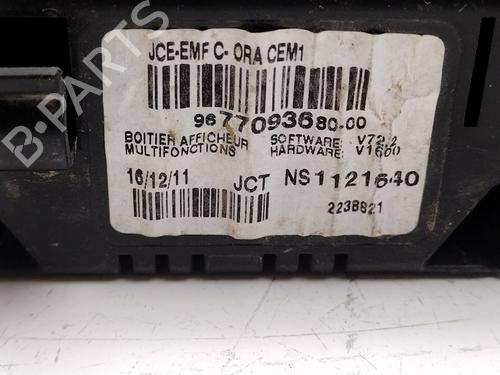 JCE-EMF C- ORA CEM1
9677093680-00
BOITIER AFFICHEUR SOFTWARE: V72.2
MULTIFONCTIONS HARDWARE: V1600
16/12/11 JCT NS1121640
2238821
B-PARTS